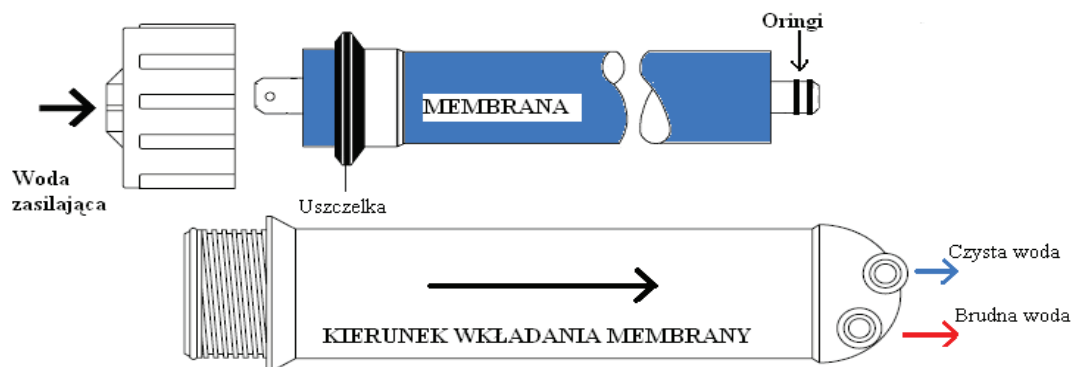 Oringi
MEMBRANA
Woda
zasilająca
Uszczelka
Czysta woda
KIERUNEK WKŁADANIA MEMBRANY
Brudna woda